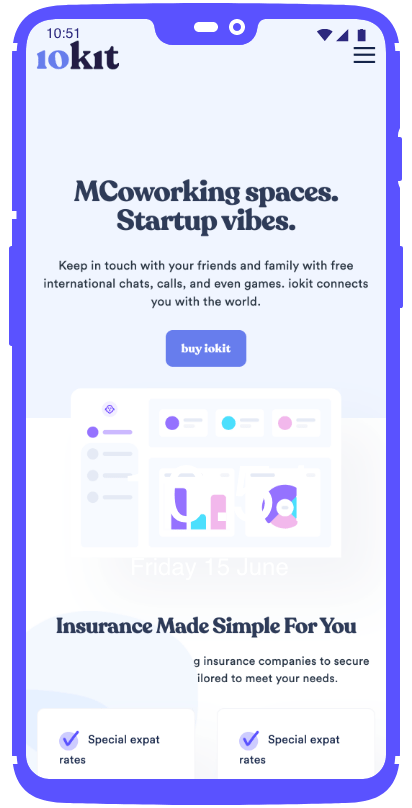 10:51
iokit
MCoworking spaces.
Startup vibes.
Keep in touch with your friends and family with free
international chats, calls, and even games. iokit connects
you with the world.
buy iokit
Friday 15 June
Insurance Made Simple For You
g insurance companies to secure
ilored to meet your needs.
Special expat
rates
Special expat
rates